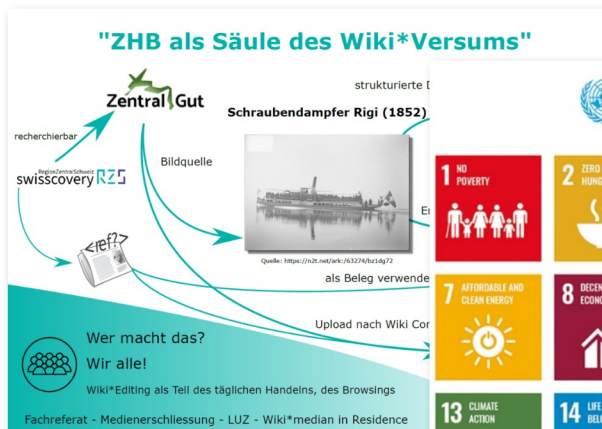 "ZHB als Säule des Wiki*Versums"
Zentral Gut
strukturierte
Schraubendampfer Rigi (1852)
recherchierbar
Bildquelle
RegionZentralSchweiz
swisscovery RZS
<ref?>
Quelle: https://n2t.net/ark:/63274/bz1dg72
als Beleg verwende
Upload nach Wiki Com
Wer macht das?
Wir alle!
Wiki*Editing als Teil des täglichen Handelns, des Browsings
Fachreferat - Medienerschliessung - LUZ - Wiki*median in Residence
1 NO
POVERTY
2 ZERO
HUNG
7 AFFORDABLE AND
CLEAN ENERGY
8 DECEN
ECONO
13 CLIMATE
ACTION
14 LIFE
BEL